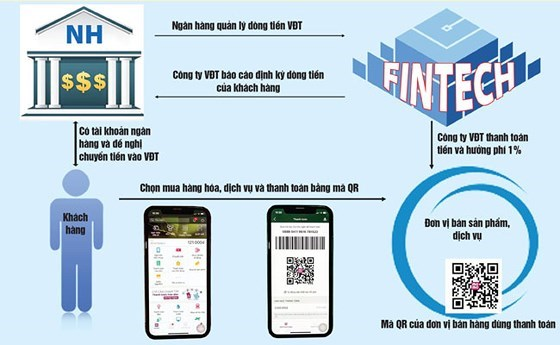 NH
$$$
Ngân hàng quản lý dòng tiền VĐT
FINTECH
Công ty VĐT báo cáo định kỳ dòng tiền
của khách hàng
Có tài khoản ngân
hàng và đề nghị
chuyển tiền vào VĐT
Công ty VĐT thanh toán
tiền và hưởng phí 1%
Chọn mua hàng hóa, dịch vụ và thanh toán bằng mã QR
Khách
hàng
Đơn vị bán sản phẩm,
dịch vụ
Mã QR của đơn vị bán hàng dùng thanh toán